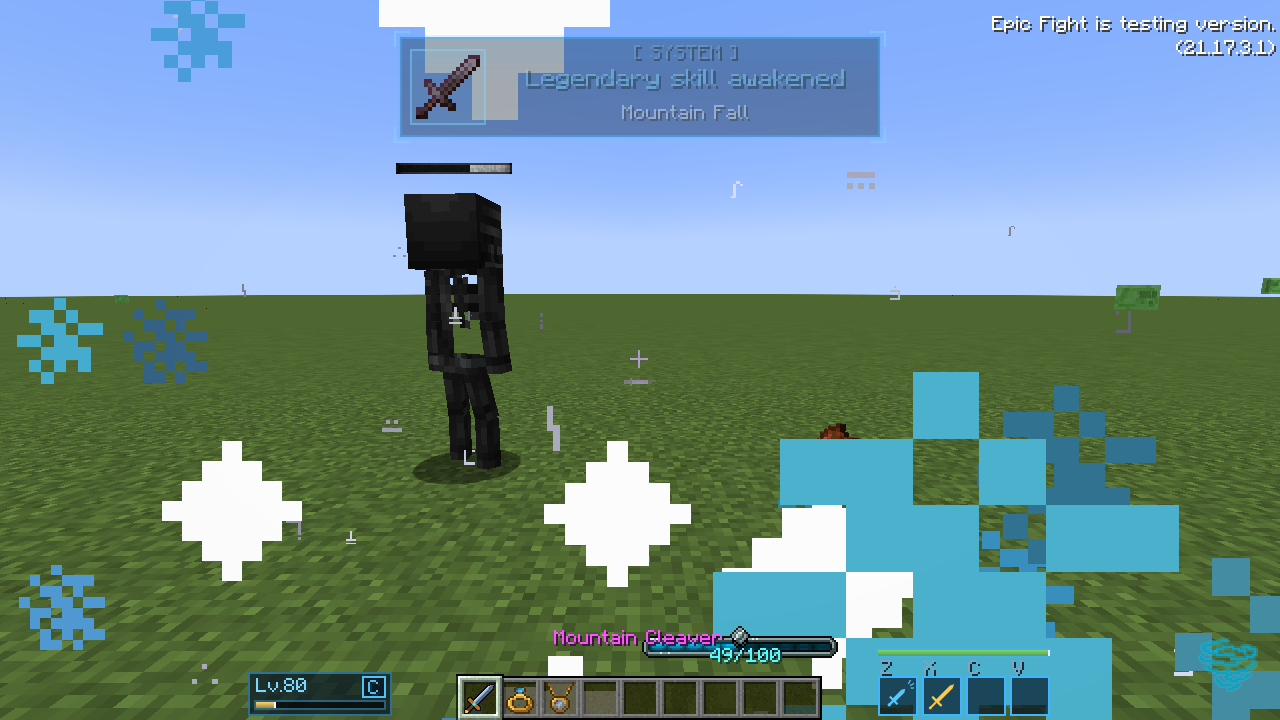 Epic Fight is testing version.
(21.17.3.1)
[ SYSTEM ]
Legendary skill awakened
Mountain Fall
Mountain Cleaver
49/100
Lv.80
C
Z
X
C
V